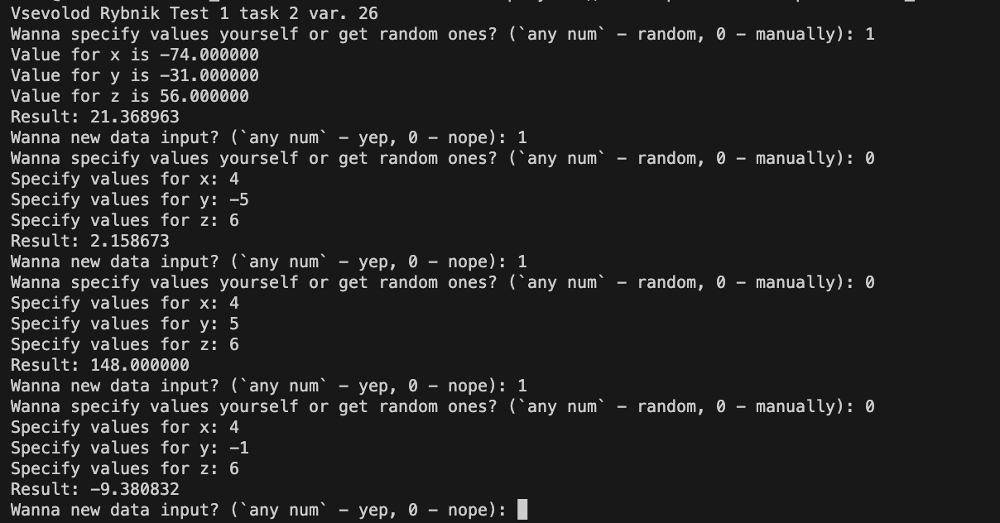 Vsevolod Rybnik Test 1 task 2 var. 26
Wanna specify values yourself or get random ones? (`any num` - random, 0 - manually): 1
Value for x is -74.000000
Value for y is -31.000000
Value for z is 56.000000
Result: 21.368963
Wanna new data input? (`any num` - yep, 0 - nope): 1
Wanna specify values yourself or get random ones? (`any num` - random, 0 - manually): 0
Specify values for x: 4
Specify values for y: -5
Specify values for z: 6
Result: 2.158673
Wanna new data input? (`any num` - yep, 0 - nope): 1
Wanna specify values yourself or get random ones? (`any num` - random, 0 - manually): 0
Specify values for x: 4
Specify values for y: 5
Specify values for z: 6
Result: 148.000000
Wanna new data input? (`any num` - yep, 0 - nope): 1
Wanna specify values yourself or get random ones? (`any num` - random, 0 - manually): 0
Specify values for x: 4
Specify values for y: -1
Specify values for z: 6
Result: -9.380832
Wanna new data input? (`any num` - yep, 0 - nope):